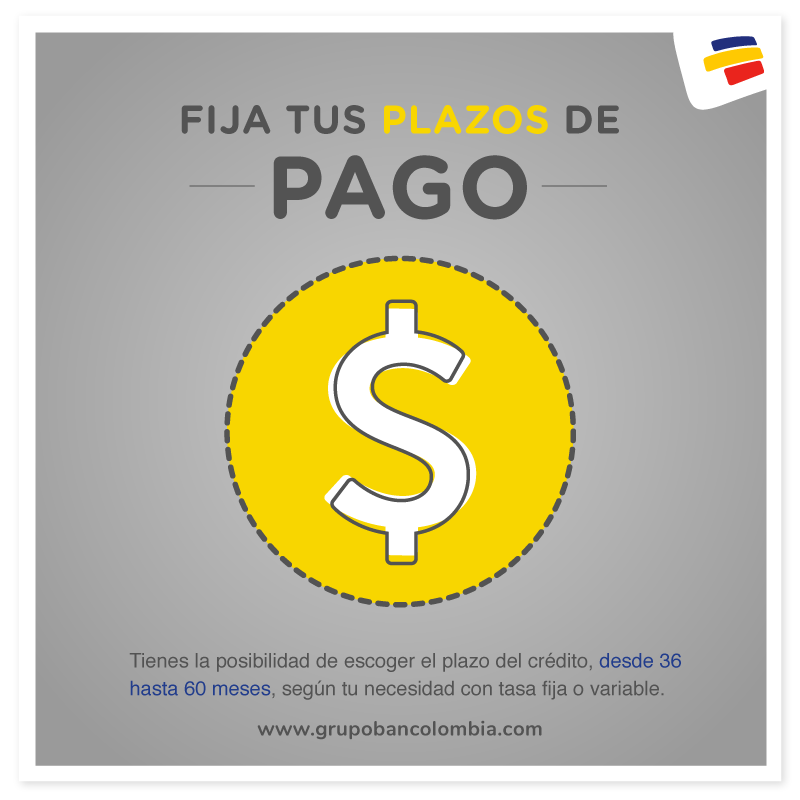 FIJA TUS PLAZOS DE
PAGO
$
Tienes la posibilidad de escoger el plazo del crédito, desde 36
hasta 60 meses, según tu necesidad con tasa fija o variable.
www.grupobancolombia.com